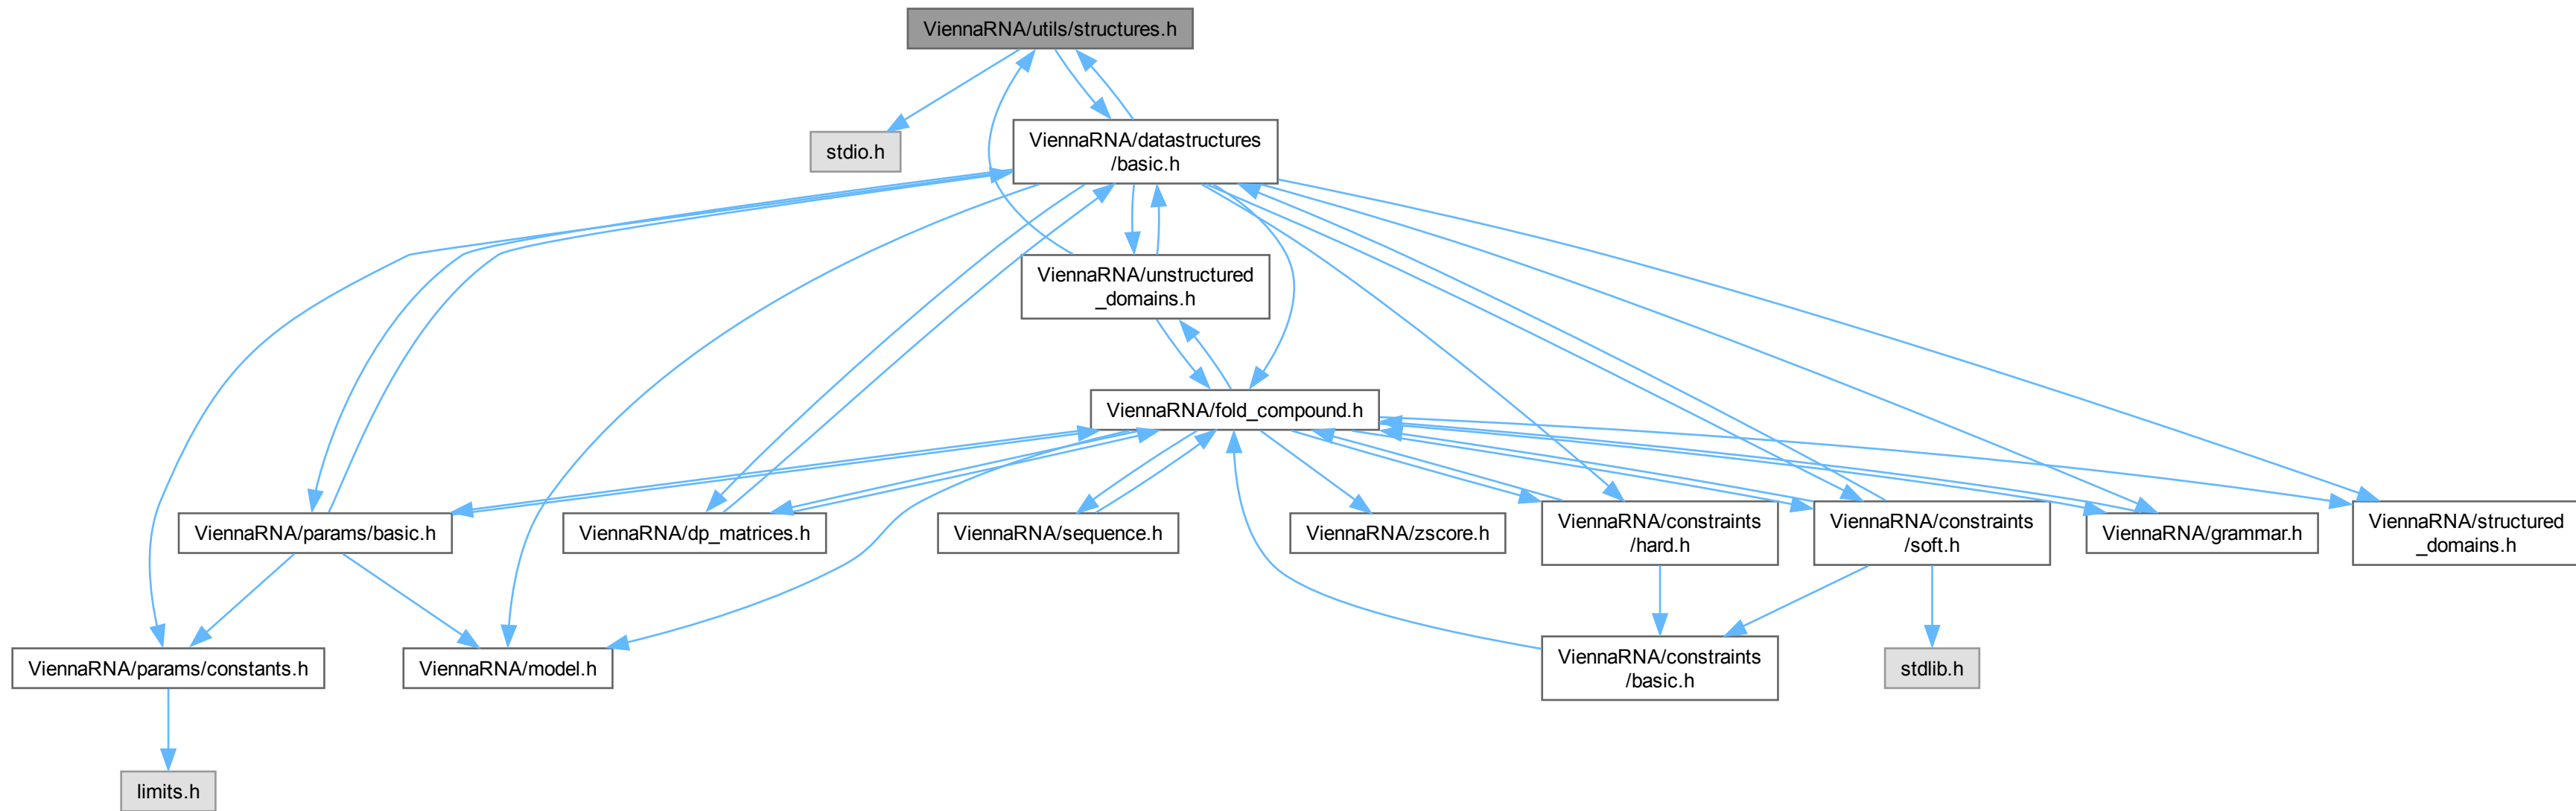 ViennaRNA/utils/structures.h
stdio.h
ViennaRNA/datastructures
/basic.h
ViennaRNA/unstructured
_domains.h
ViennaRNA/fold_compound.h
ViennaRNA/params/basic.h
ViennaRNA/dp_matrices.h
ViennaRNA/sequence.h
ViennaRNA/zscore.h
ViennaRNA/constraints
/hard.h
ViennaRNA/constraints
/soft.h
ViennaRNA/grammar.h
ViennaRNA/structured
_domains.h
ViennaRNA/params/constants.h
ViennaRNA/model.h
ViennaRNA/constraints
/basic.h
stdlib.h
limits.h